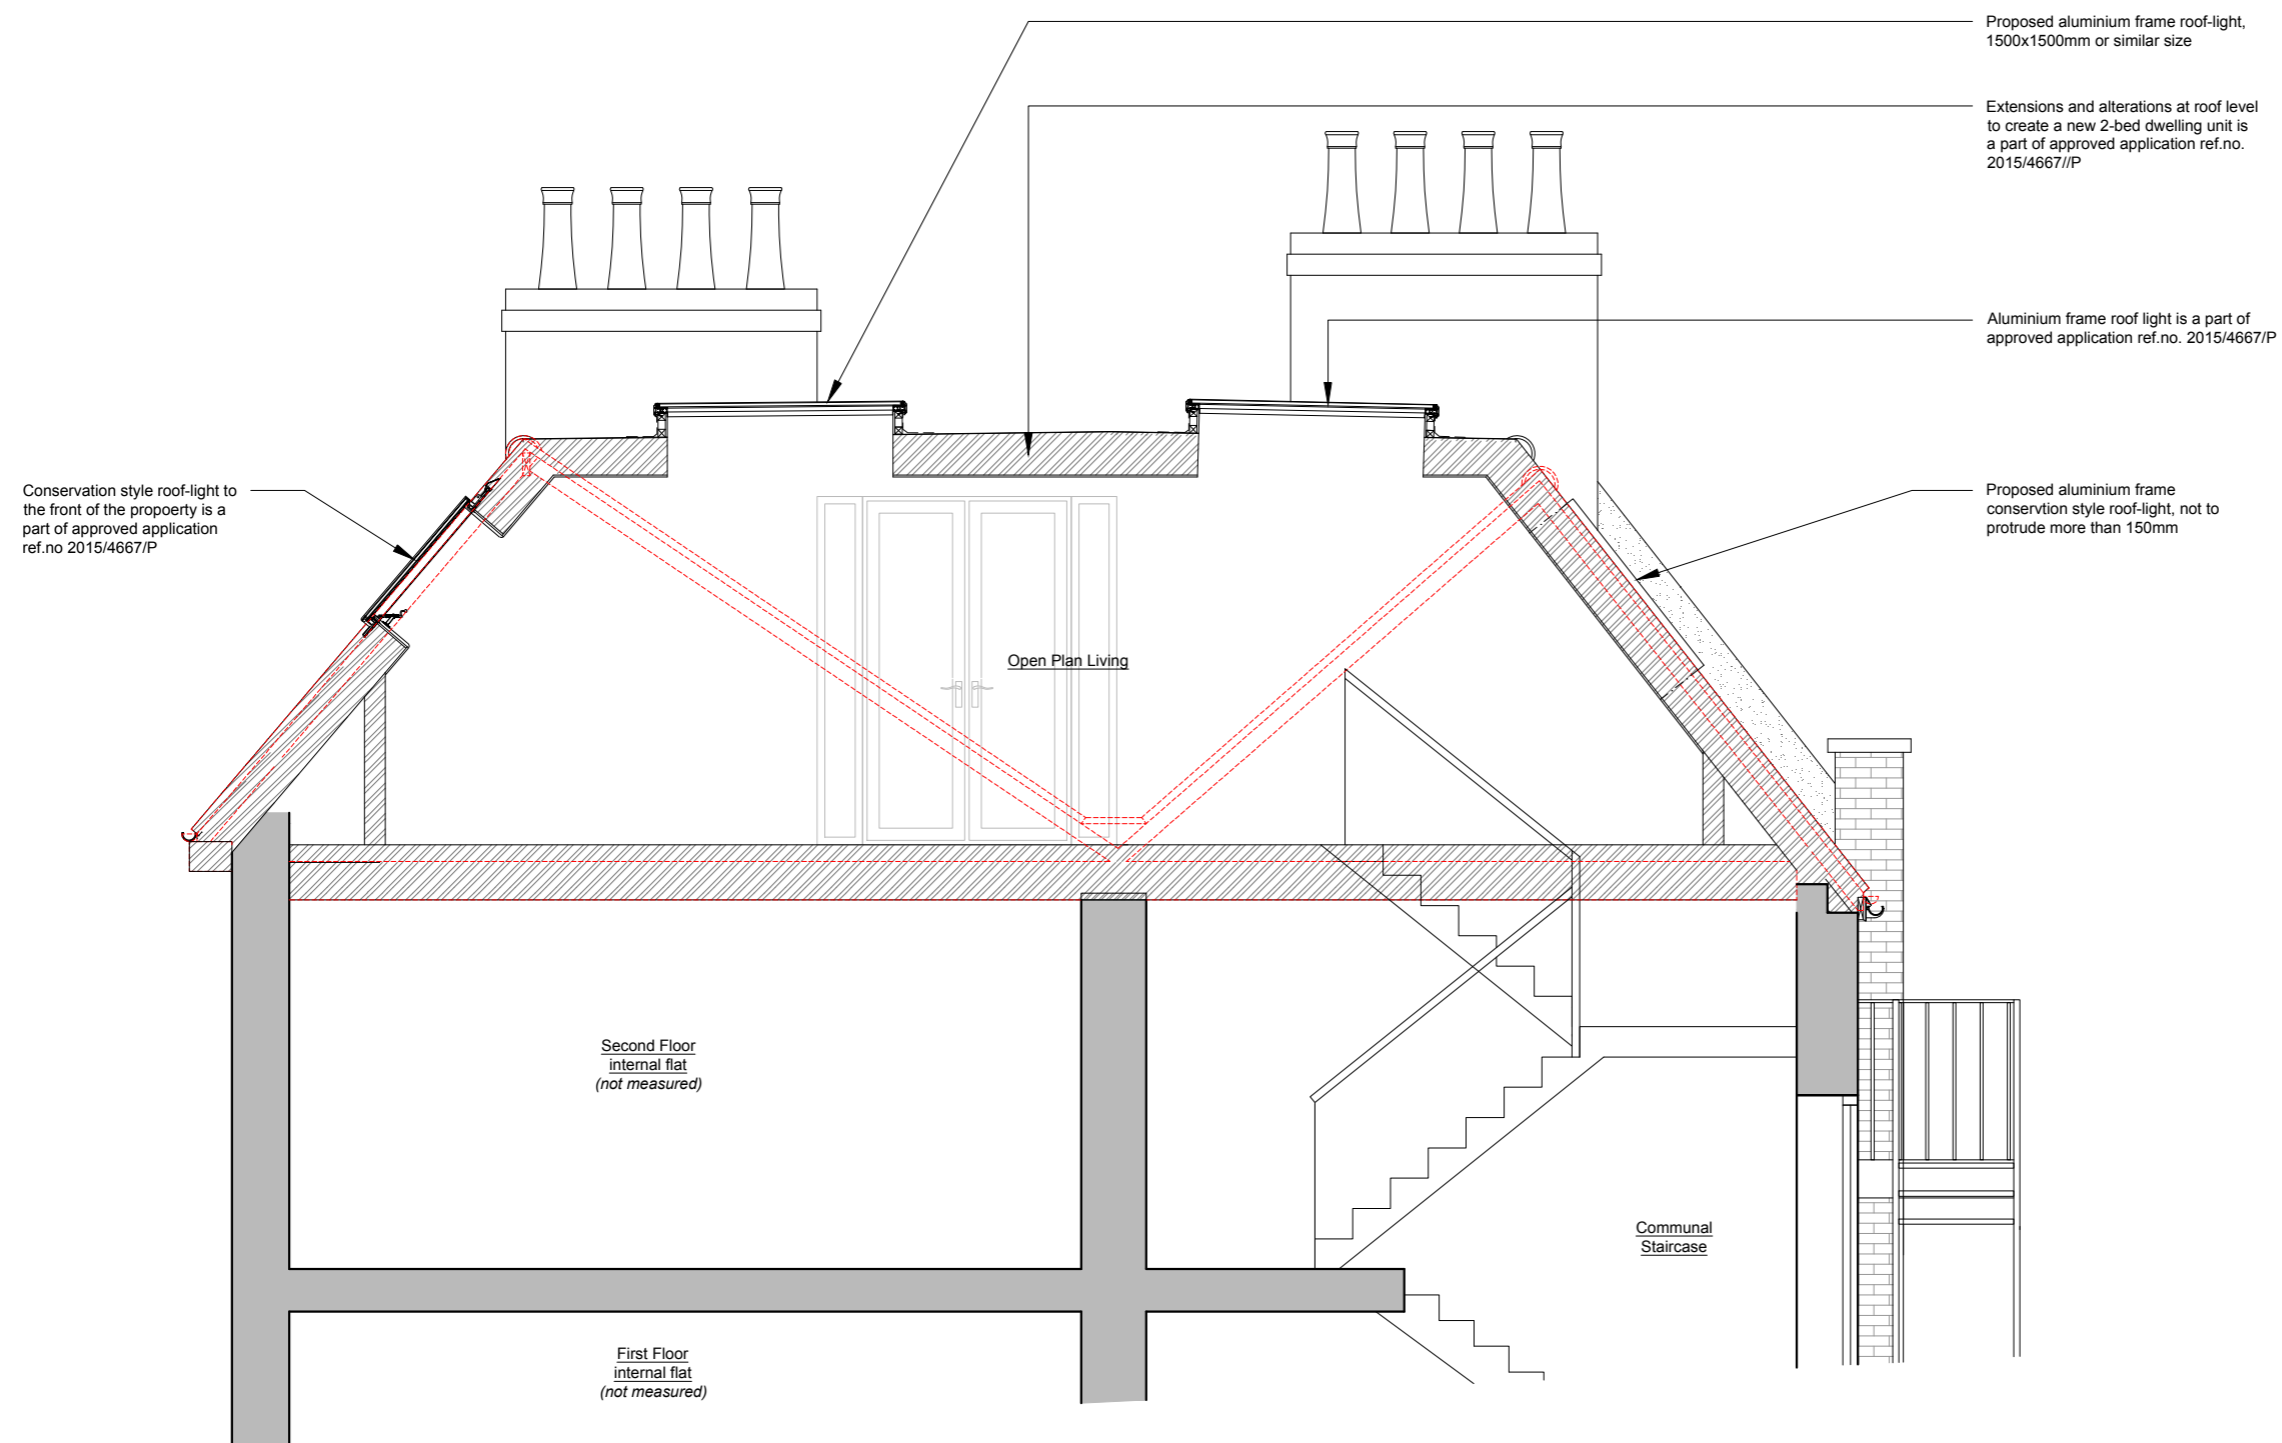 Proposed aluminium frame roof-light,
1500x1500mm or similar size
Extensions and alterations at roof level
to create a new 2-bed dwelling unit is
a part of approved application ref.no.
2015/4667//P
Aluminium frame roof light is a part of
approved application ref.no. 2015/4667/P
Conservation style roof-light to
the front of the propoerty is a
part of approved application
ref.no 2015/4667/P
Proposed aluminium frame
conservtion style roof-light, not to
protrude more than 150mm
Open Plan Living
Second Floor
internal flat
(not measured)
Communal
Staircase
First Floor
internal flat
(not measured)